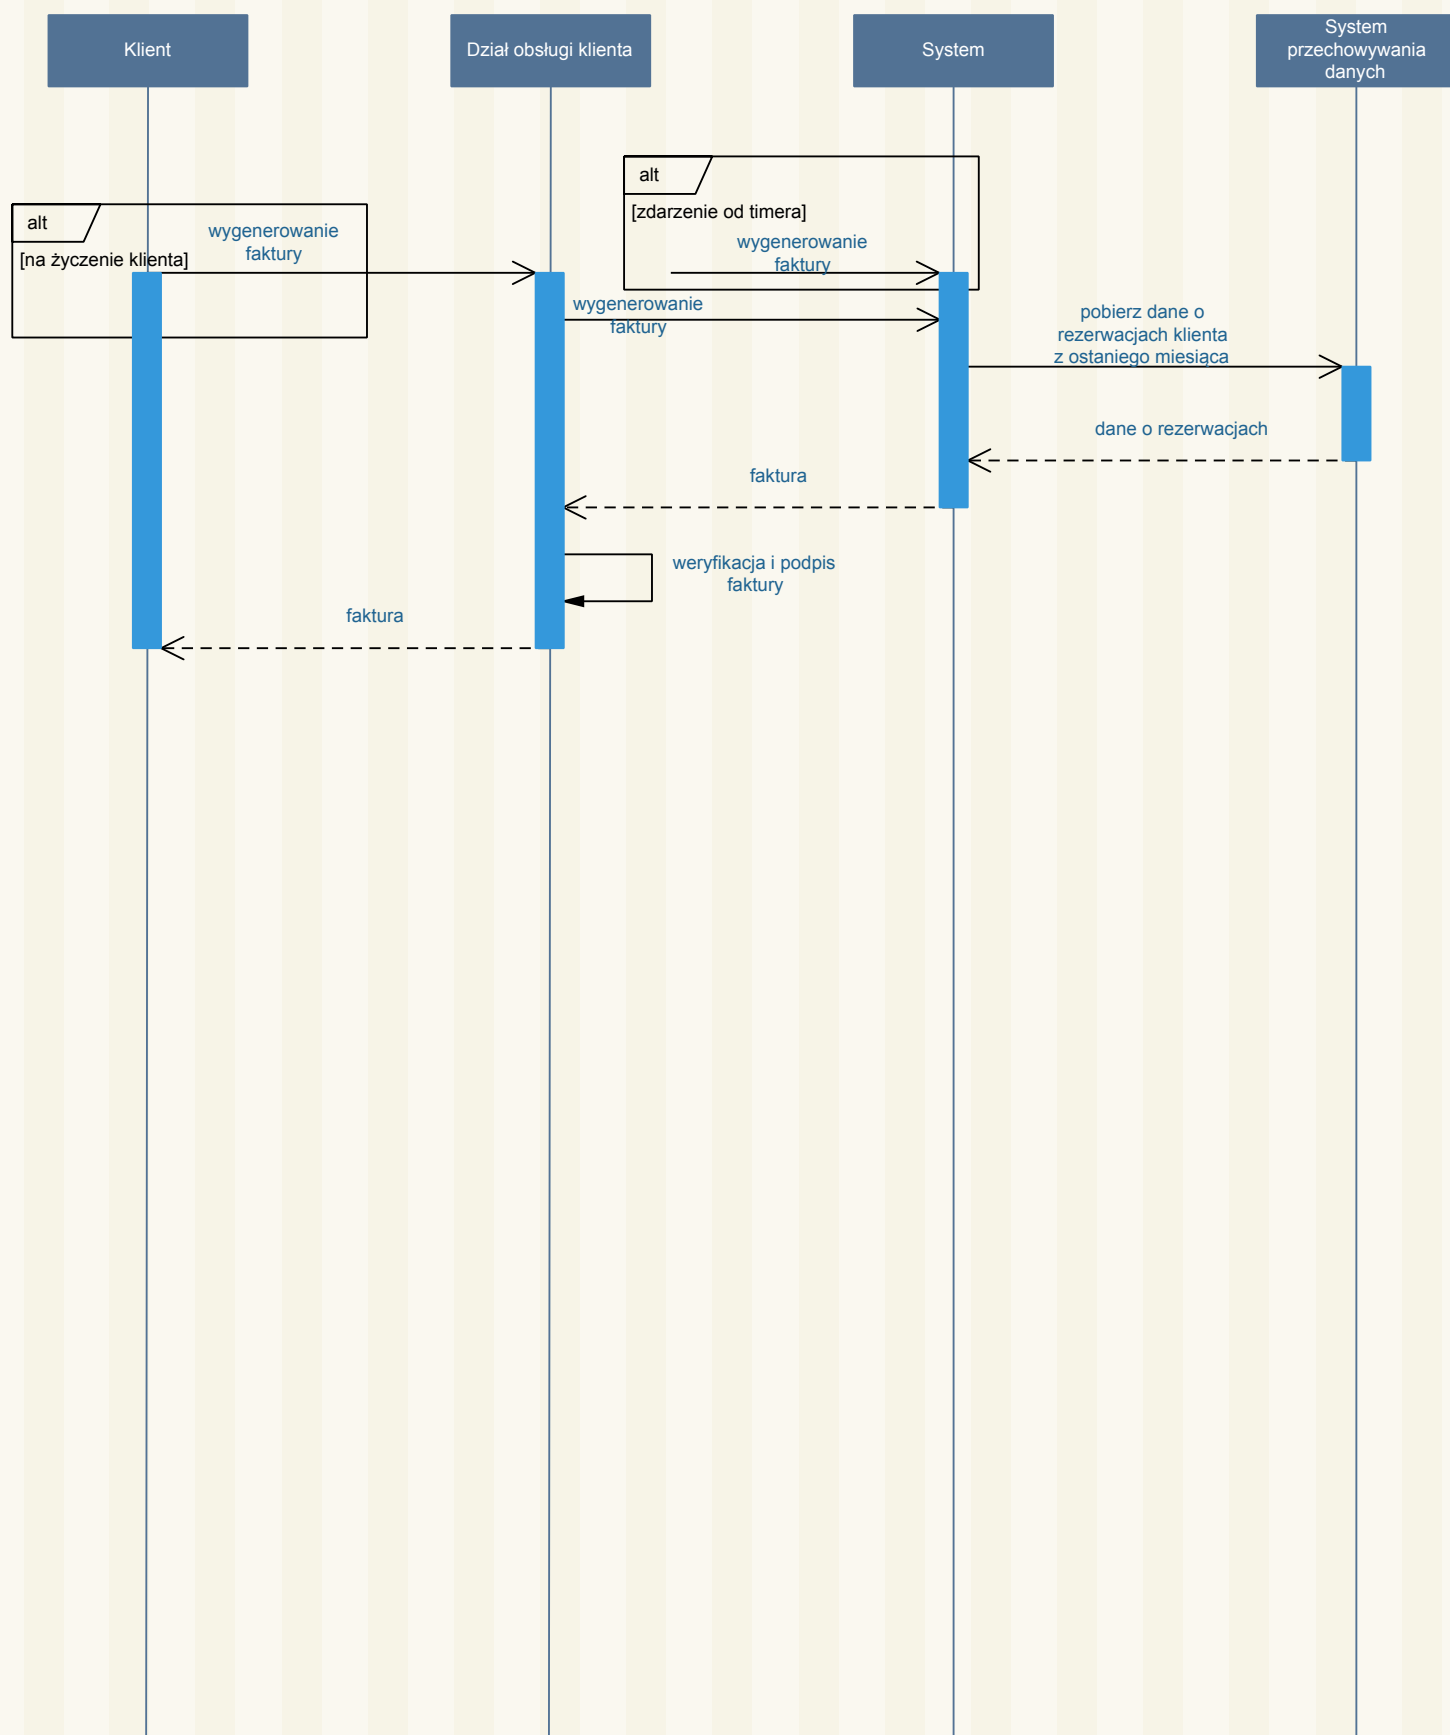 Klient
Dział obsługi klienta
System
System
przechowywania
danych
alt
[zdarzenie od timera]
wygenerowanie
faktury
alt
[na życzenie klienta]
wygenerowanie
faktury
wygenerowanie
faktury
pobierz dane o
rezerwacjach klienta
z ostaniego miesiąca
dane o rezerwacjach
faktura
weryfikacja i podpis
faktury
faktura